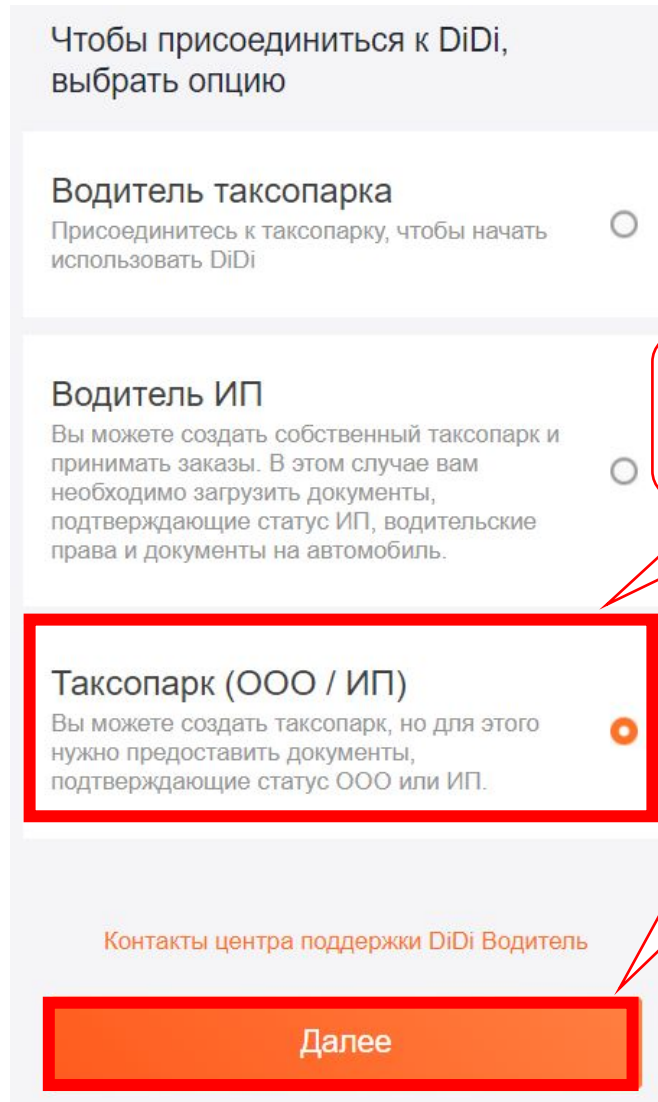 Чтобы присоединиться к DiDi,
выбрать опцию
Водитель таксопарка
Присоединитесь к таксопарку, чтобы начать
использовать DiDi
Водитель ИП
Вы можете создать собственный таксопарк и
принимать заказы. В этом случае вам
необходимо загрузить документы,
подтверждающие статус ИП, водительские
права и документы на автомобиль.
Таксопарк (ООО / ИП)
Вы можете создать таксопарк, но для этого
нужно предоставить документы,
подтверждающие статус ООО или ИП.
Контакты центра поддержки DiDi Водитель
Далее